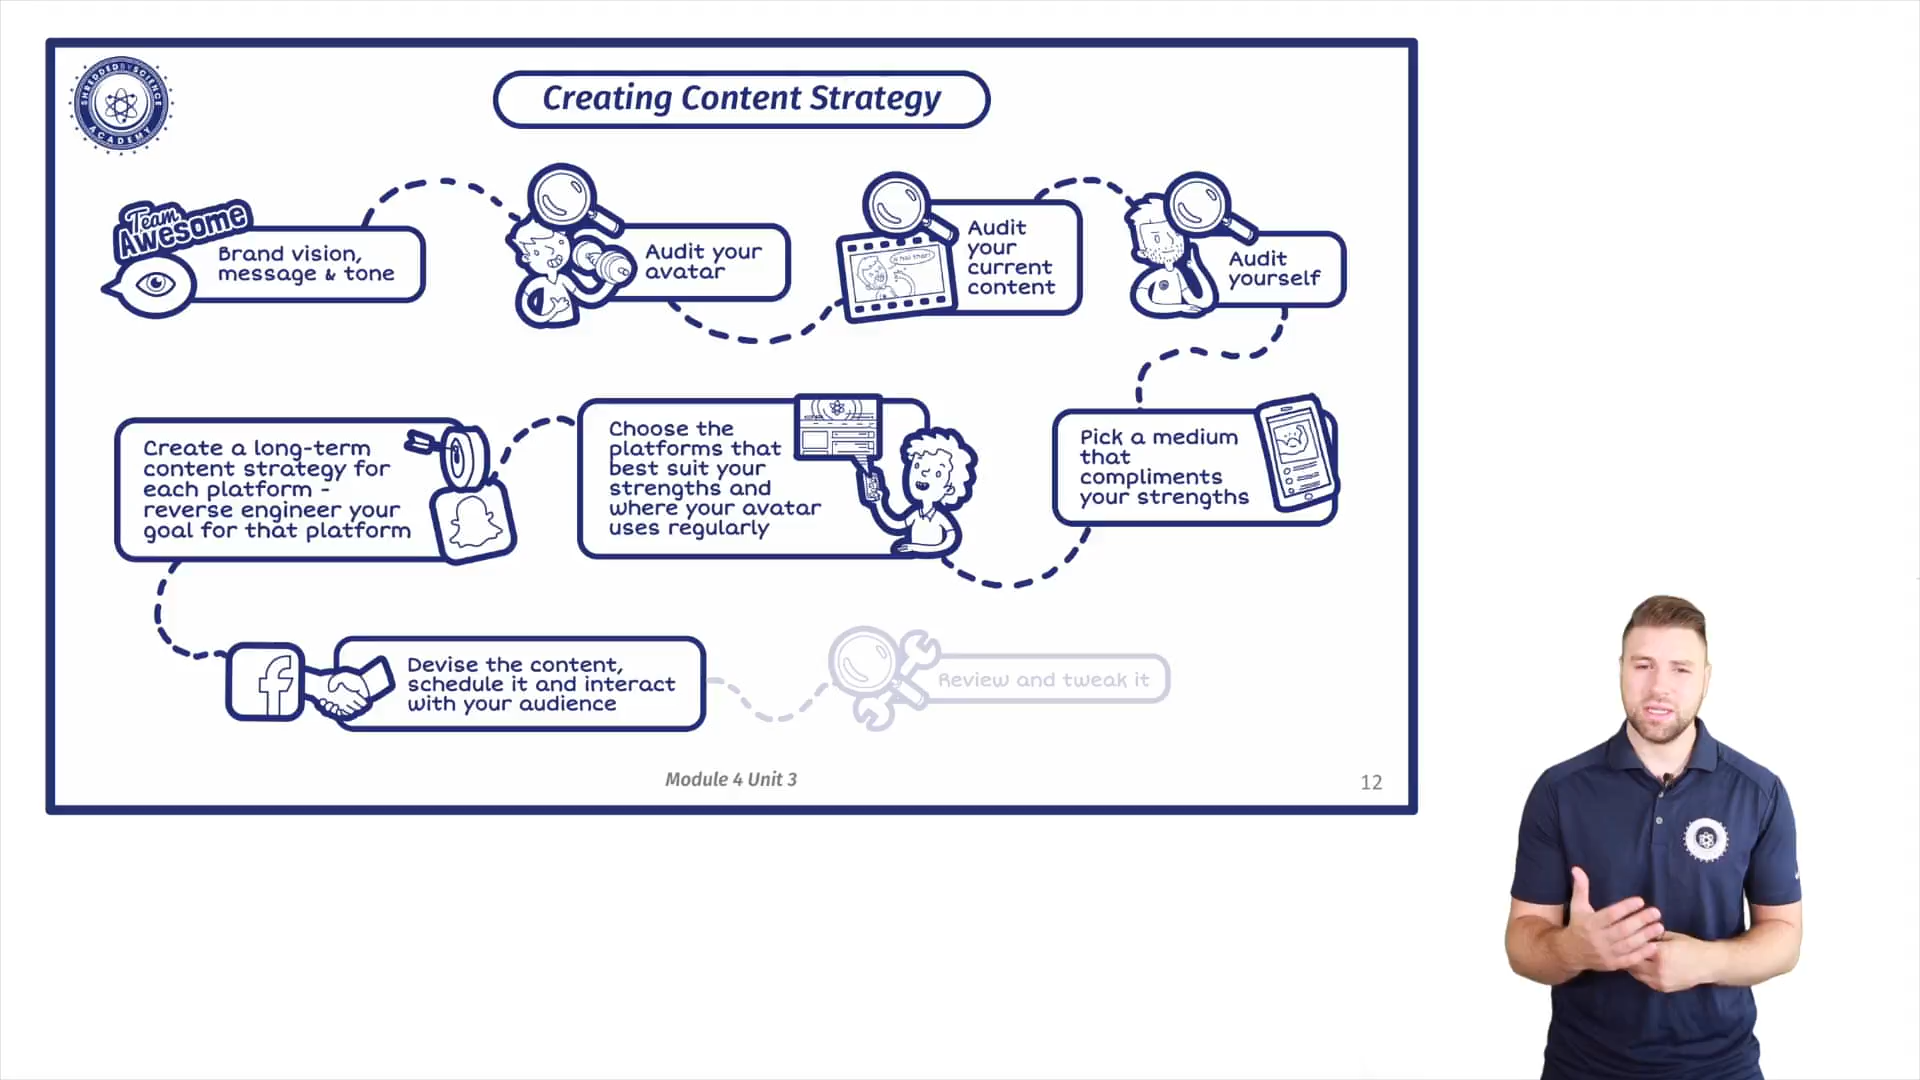 SHREDDEDBYSCIENCE
ACADEMY
Creating Content Strategy
Team
Awesome
Brand vision,
message & tone
Audit your
avatar
Audit
your
current
content
Audit
yourself
Create a long-term
content strategy for
each platform -
reverse engineer your
goal for that platform
Choose the
platforms that
best suit your
strengths and
where your avatar
uses regularly
Pick a medium
that
compliments
your strengths
f
Devise the content,
schedule it and interact
with your audience
Review and tweak it
Module 4 Unit 3
12